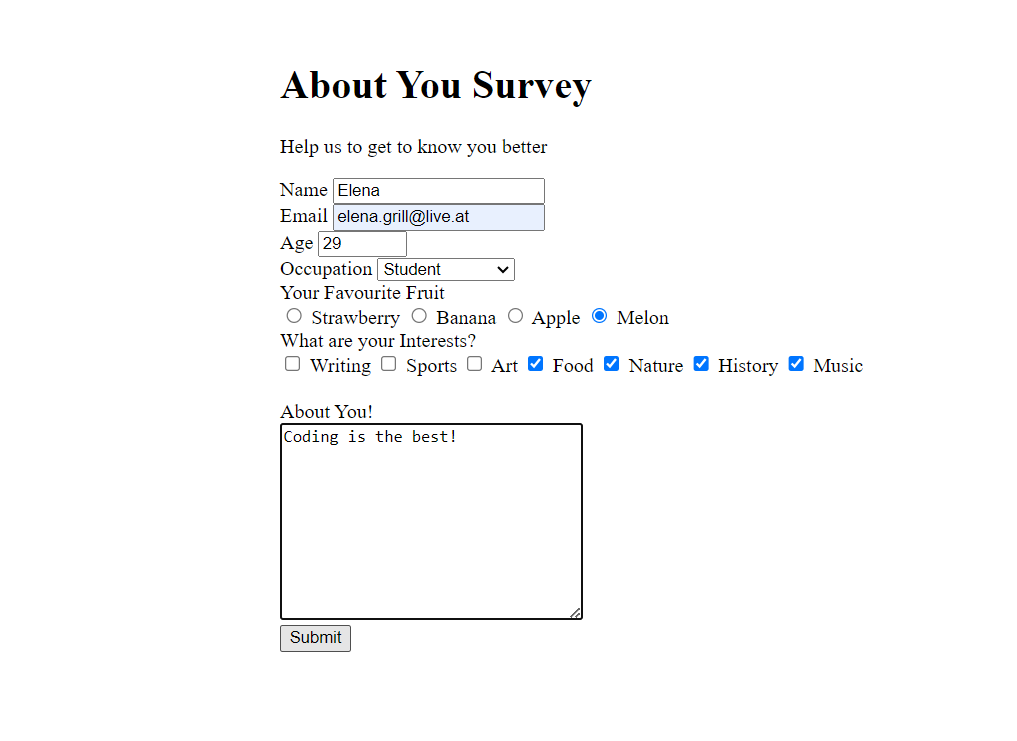 About You Survey
Help us to get to know you better
Name Elena
Email elena.grill@live.at
Age 29
Occupation Student
Your Favourite Fruit
Strawberry Banana Apple Melon
What are your Interests?
Writing Sports Art Food Nature History Music
About You!
Coding is the best!
Submit